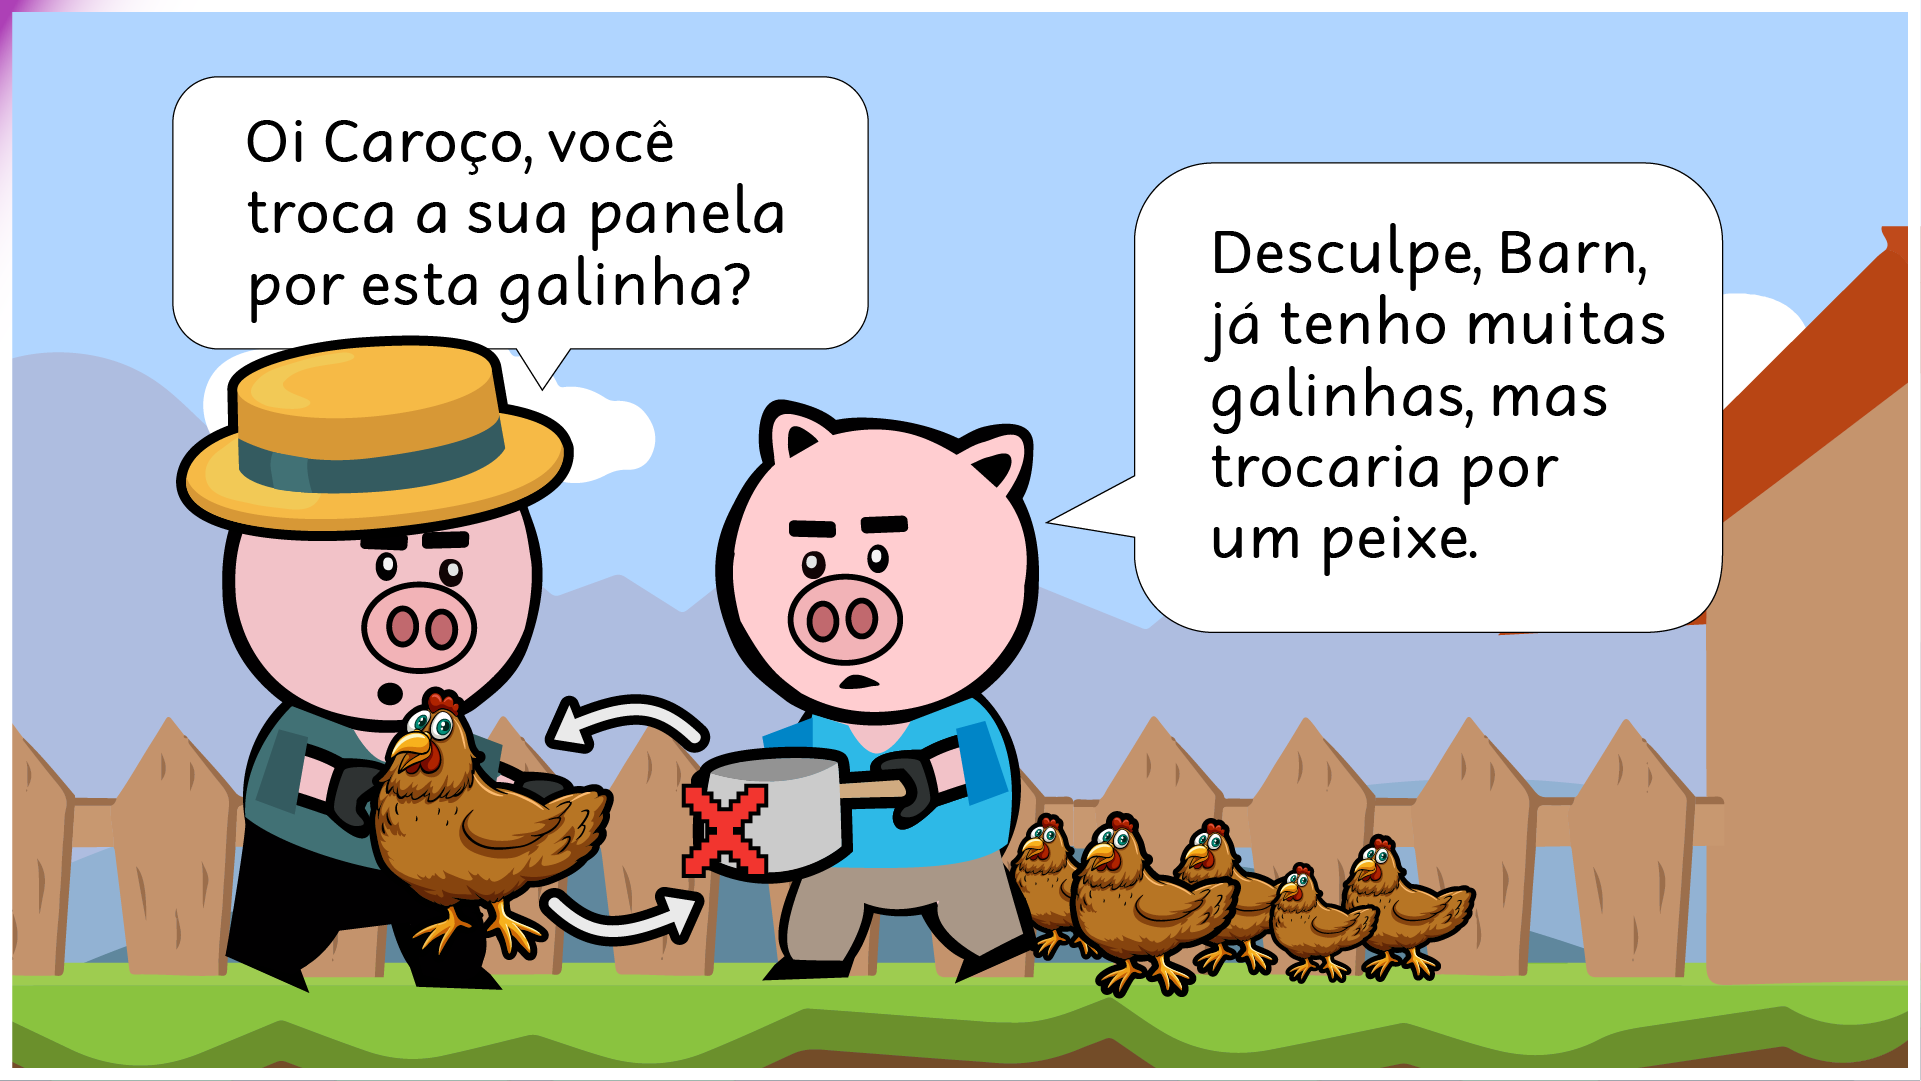 Oi Caroço, você
troca a sua panela
por esta galinha?
Desculpe, Barn,
já tenho muitas
galinhas, mas
trocaria por
um peixe.